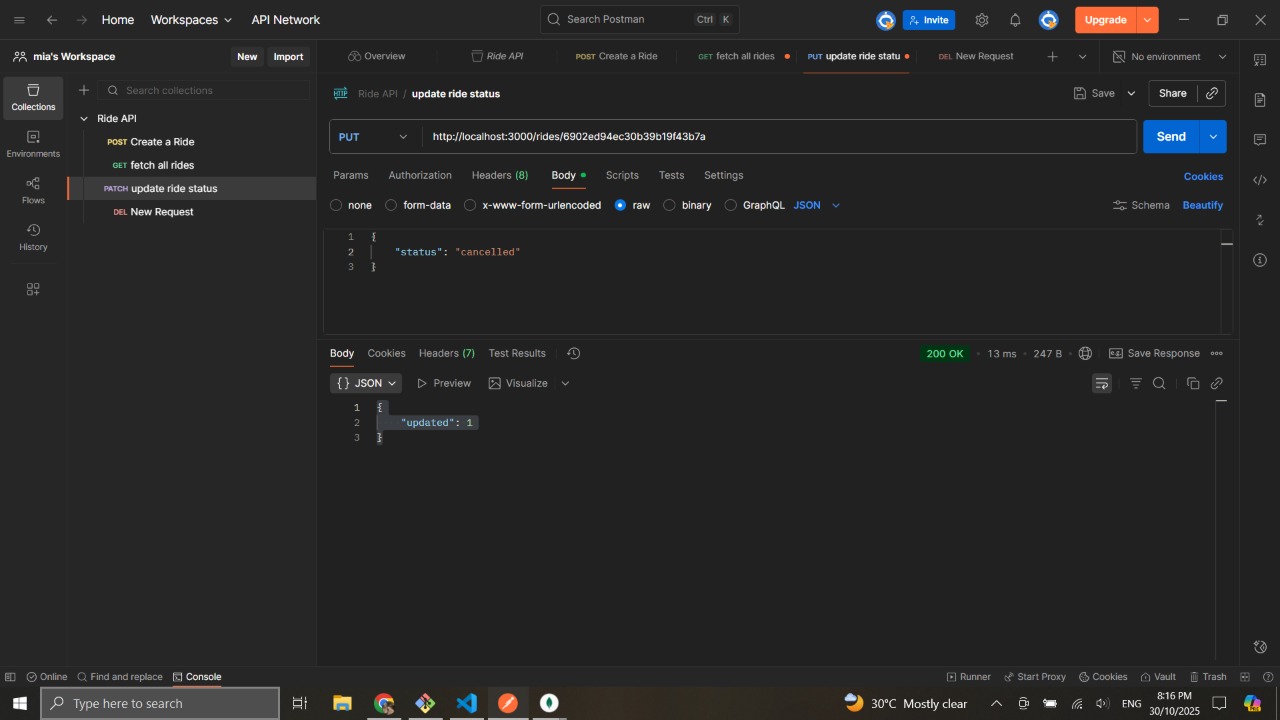 Home Workspaces API Network Search Postman Ctrl K Invite Upgrade
mia's Workspace New Import Overview Ride API POST Create a Ride GET fetch all rides PUT update ride statu DEL New Request No environment
Collections
Environments
Flows
History
Search collections
Ride API
POST Create a Ride
GET fetch all rides
PATCH update ride status
DEL New Request
HTTP Ride API / update ride status Save Share
PUT http://localhost:3000/rides/6902ed94ec30b39b19f43b7a Send
Params Authorization Headers (8) Body Scripts Tests Settings Cookies
none form-data x-www-form-urlencoded raw binary GraphQL JSON Schema Beautify
1 {
2 "status": "cancelled"
3 }
Body Cookies Headers (7) Test Results 200 OK • 13 ms • 247 B • e.g. Save Response
{} JSON Preview Visualize
1 {
2 "updated": 1
3 }
Online Find and replace Console Runner Start Proxy Cookies Vault Trash
Type here to search 30°C Mostly clear ENG 8:16 PM
30/10/2025